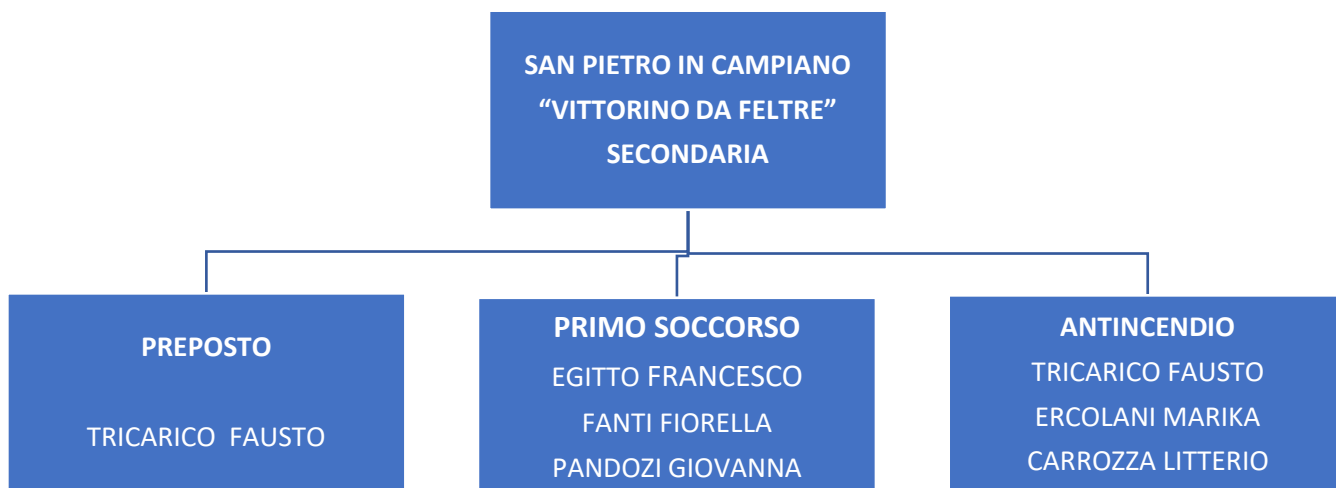 SAN PIETRO IN CAMPIANO
“VITTORINO DA FELTRE”
SECONDARIA
PREPOSTO
TRICARICO FAUSTO
PRIMO SOCCORSO
EGITTO FRANCESCO
FANTI FIORELLA
PANDOZI GIOVANNA
ANTINCENDIO
TRICARICO FAUSTO
ERCOLANI MARIKA
CARROZZA LITTERIO